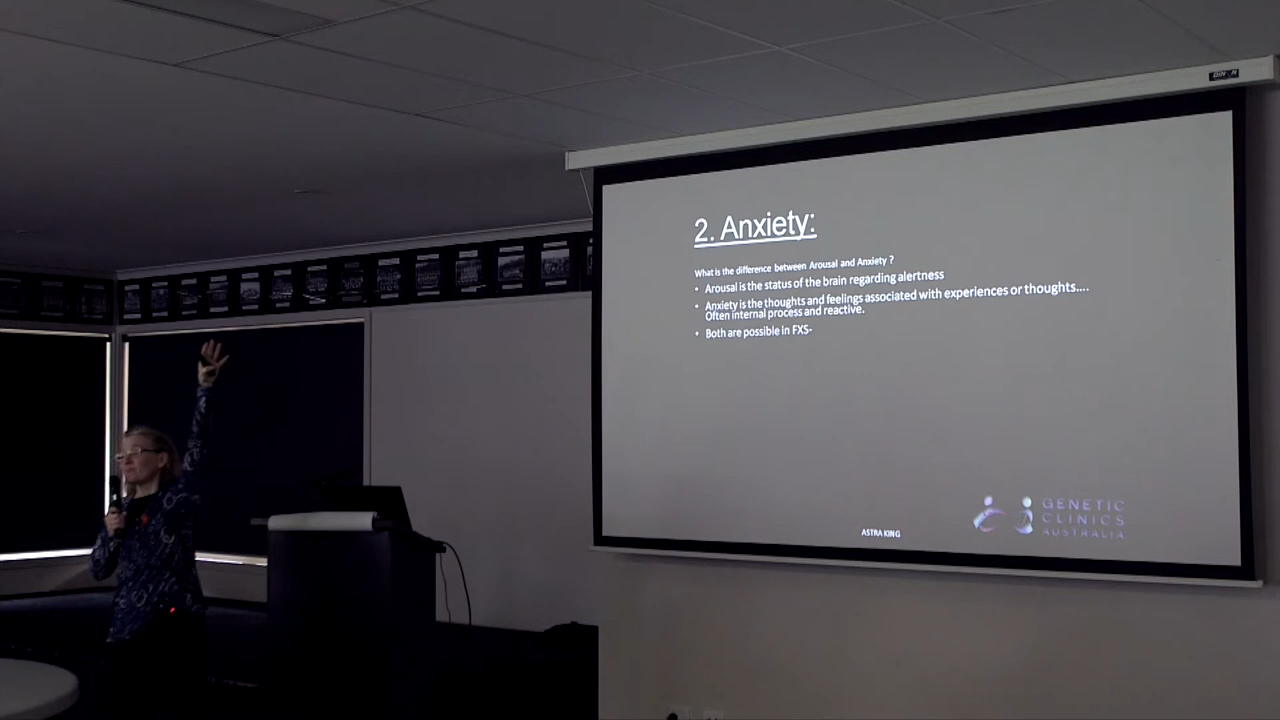 2. Anxiety:
What is the difference between Arousal and Anxiety ?
• Arousal is the status of the brain regarding alertness
• Anxiety is the thoughts and feelings associated with experiences or thoughts….
Often internal process and reactive.
• Both are possible in FXS-
ASTRA KING
GENETIC
CLINICS
AUSTRALIA